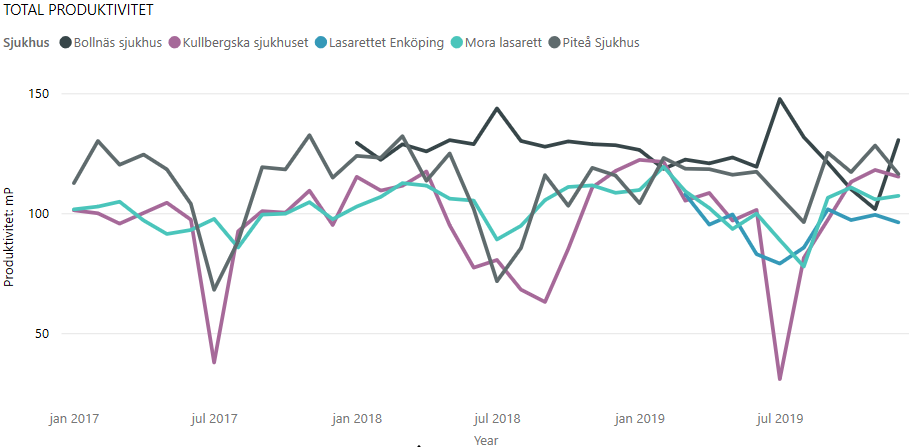 TOTAL PRODUKTIVITET
Sjukhus Bollnäs sjukhus Kullbergska sjukhuset Lasarettet Enköping Mora lasarett Piteå Sjukhus
150
100
50
Produktivitet: mP
jan 2017 jul 2017 jan 2018 jul 2018 jan 2019 jul 2019
Year